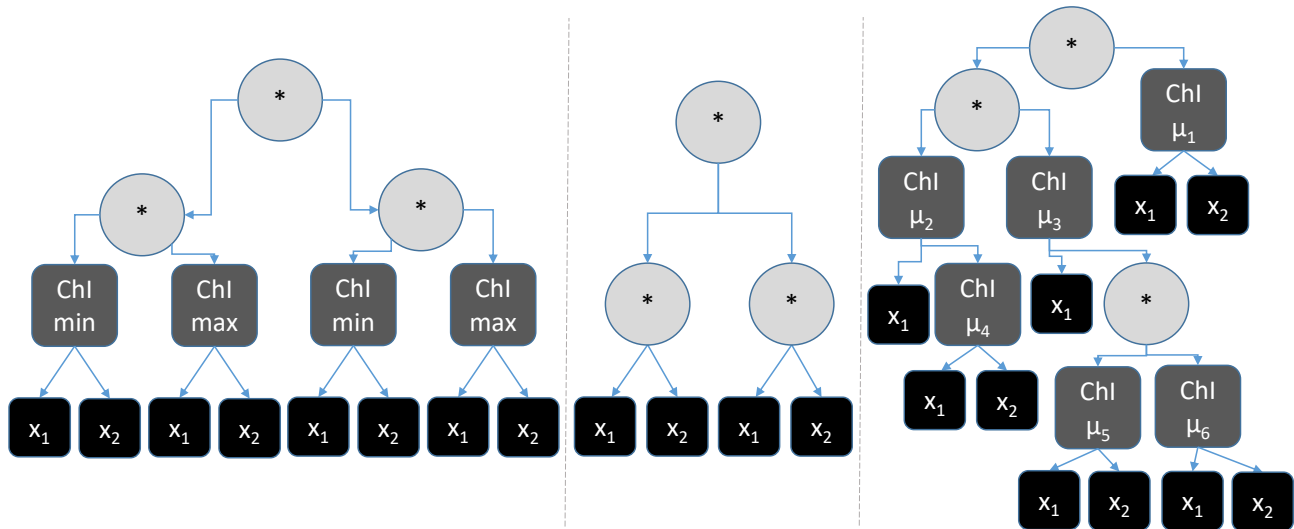 *
*
*
ChI
min
ChI
max
ChI
min
ChI
max
x₁
x₂
x₁
x₂
x₁
x₂
x₁
x₂
*
*
*
x₁
x₂
x₁
x₂
*
*
ChI
μ₁
ChI
μ₂
ChI
μ₃
x₁
x₂
x₁
ChI
μ₄
x₁
*
x₁
x₂
ChI
μ₅
ChI
μ₆
x₁
x₂
x₁
x₂